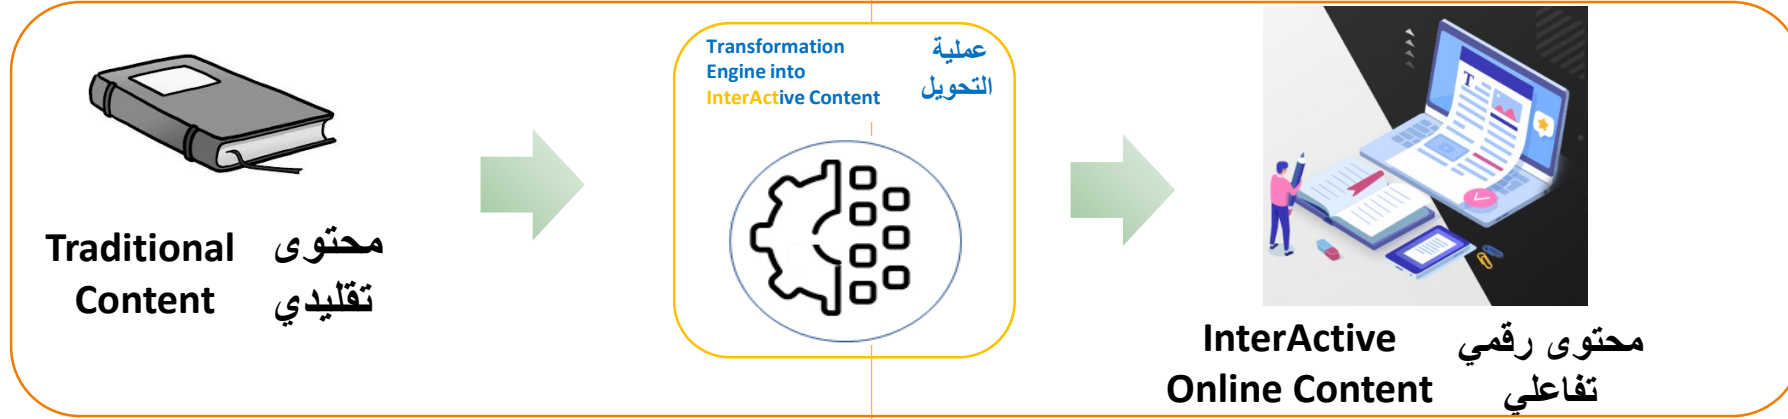 Traditional
Content
محتوى
تقليدي
Transformation
Engine into
InterActive Content
عملية
التحويل
T
InterActive
Online Content
محتوى رقمي
تفاعلي